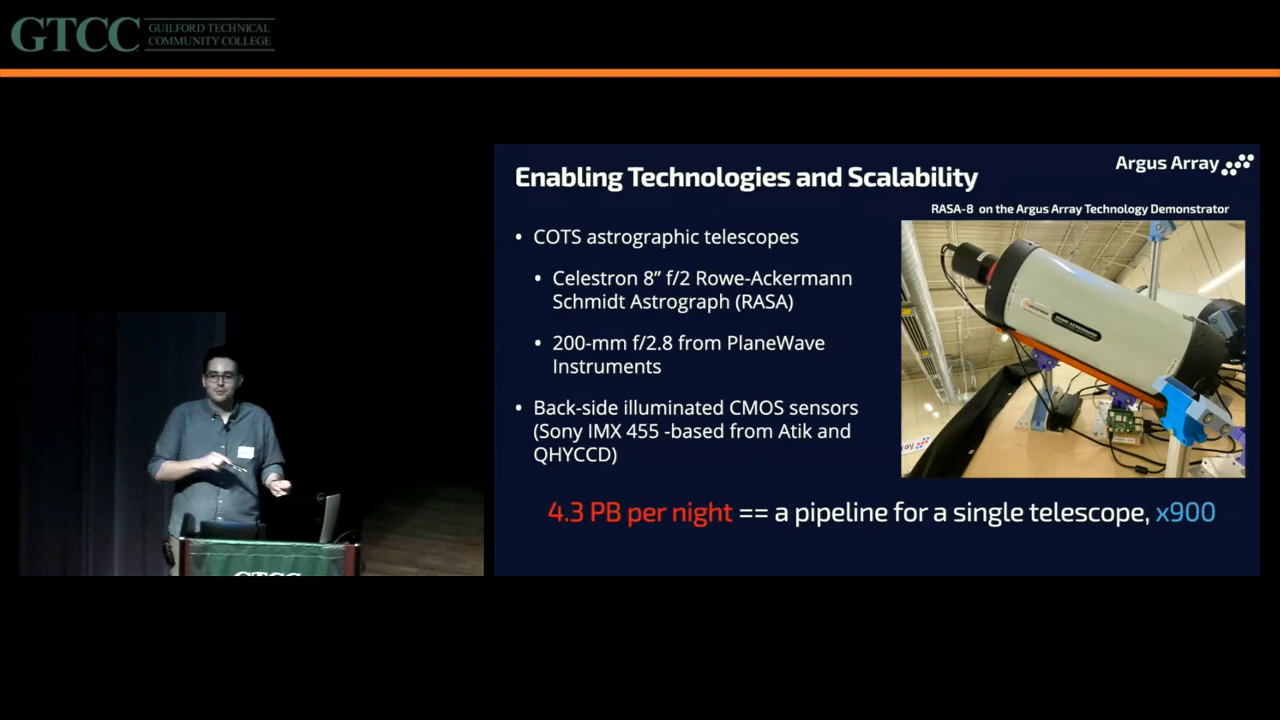 GTCC
GUILFORD TECHNICAL
COMMUNITY COLLEGE
Enabling Technologies and Scalability
Argus Array
RASA-8 on the Argus Array Technology Demonstrator
• COTS astrographic telescopes
• Celestron 8” f/2 Rowe-Ackermann
Schmidt Astrograph (RASA)
• 200-mm f/2.8 from PlaneWave
Instruments
• Back-side illuminated CMOS sensors
(Sony IMX 455 -based from Atik and
QHYCCD)
4.3 PB per night == a pipeline for a single telescope, x900
GTCC